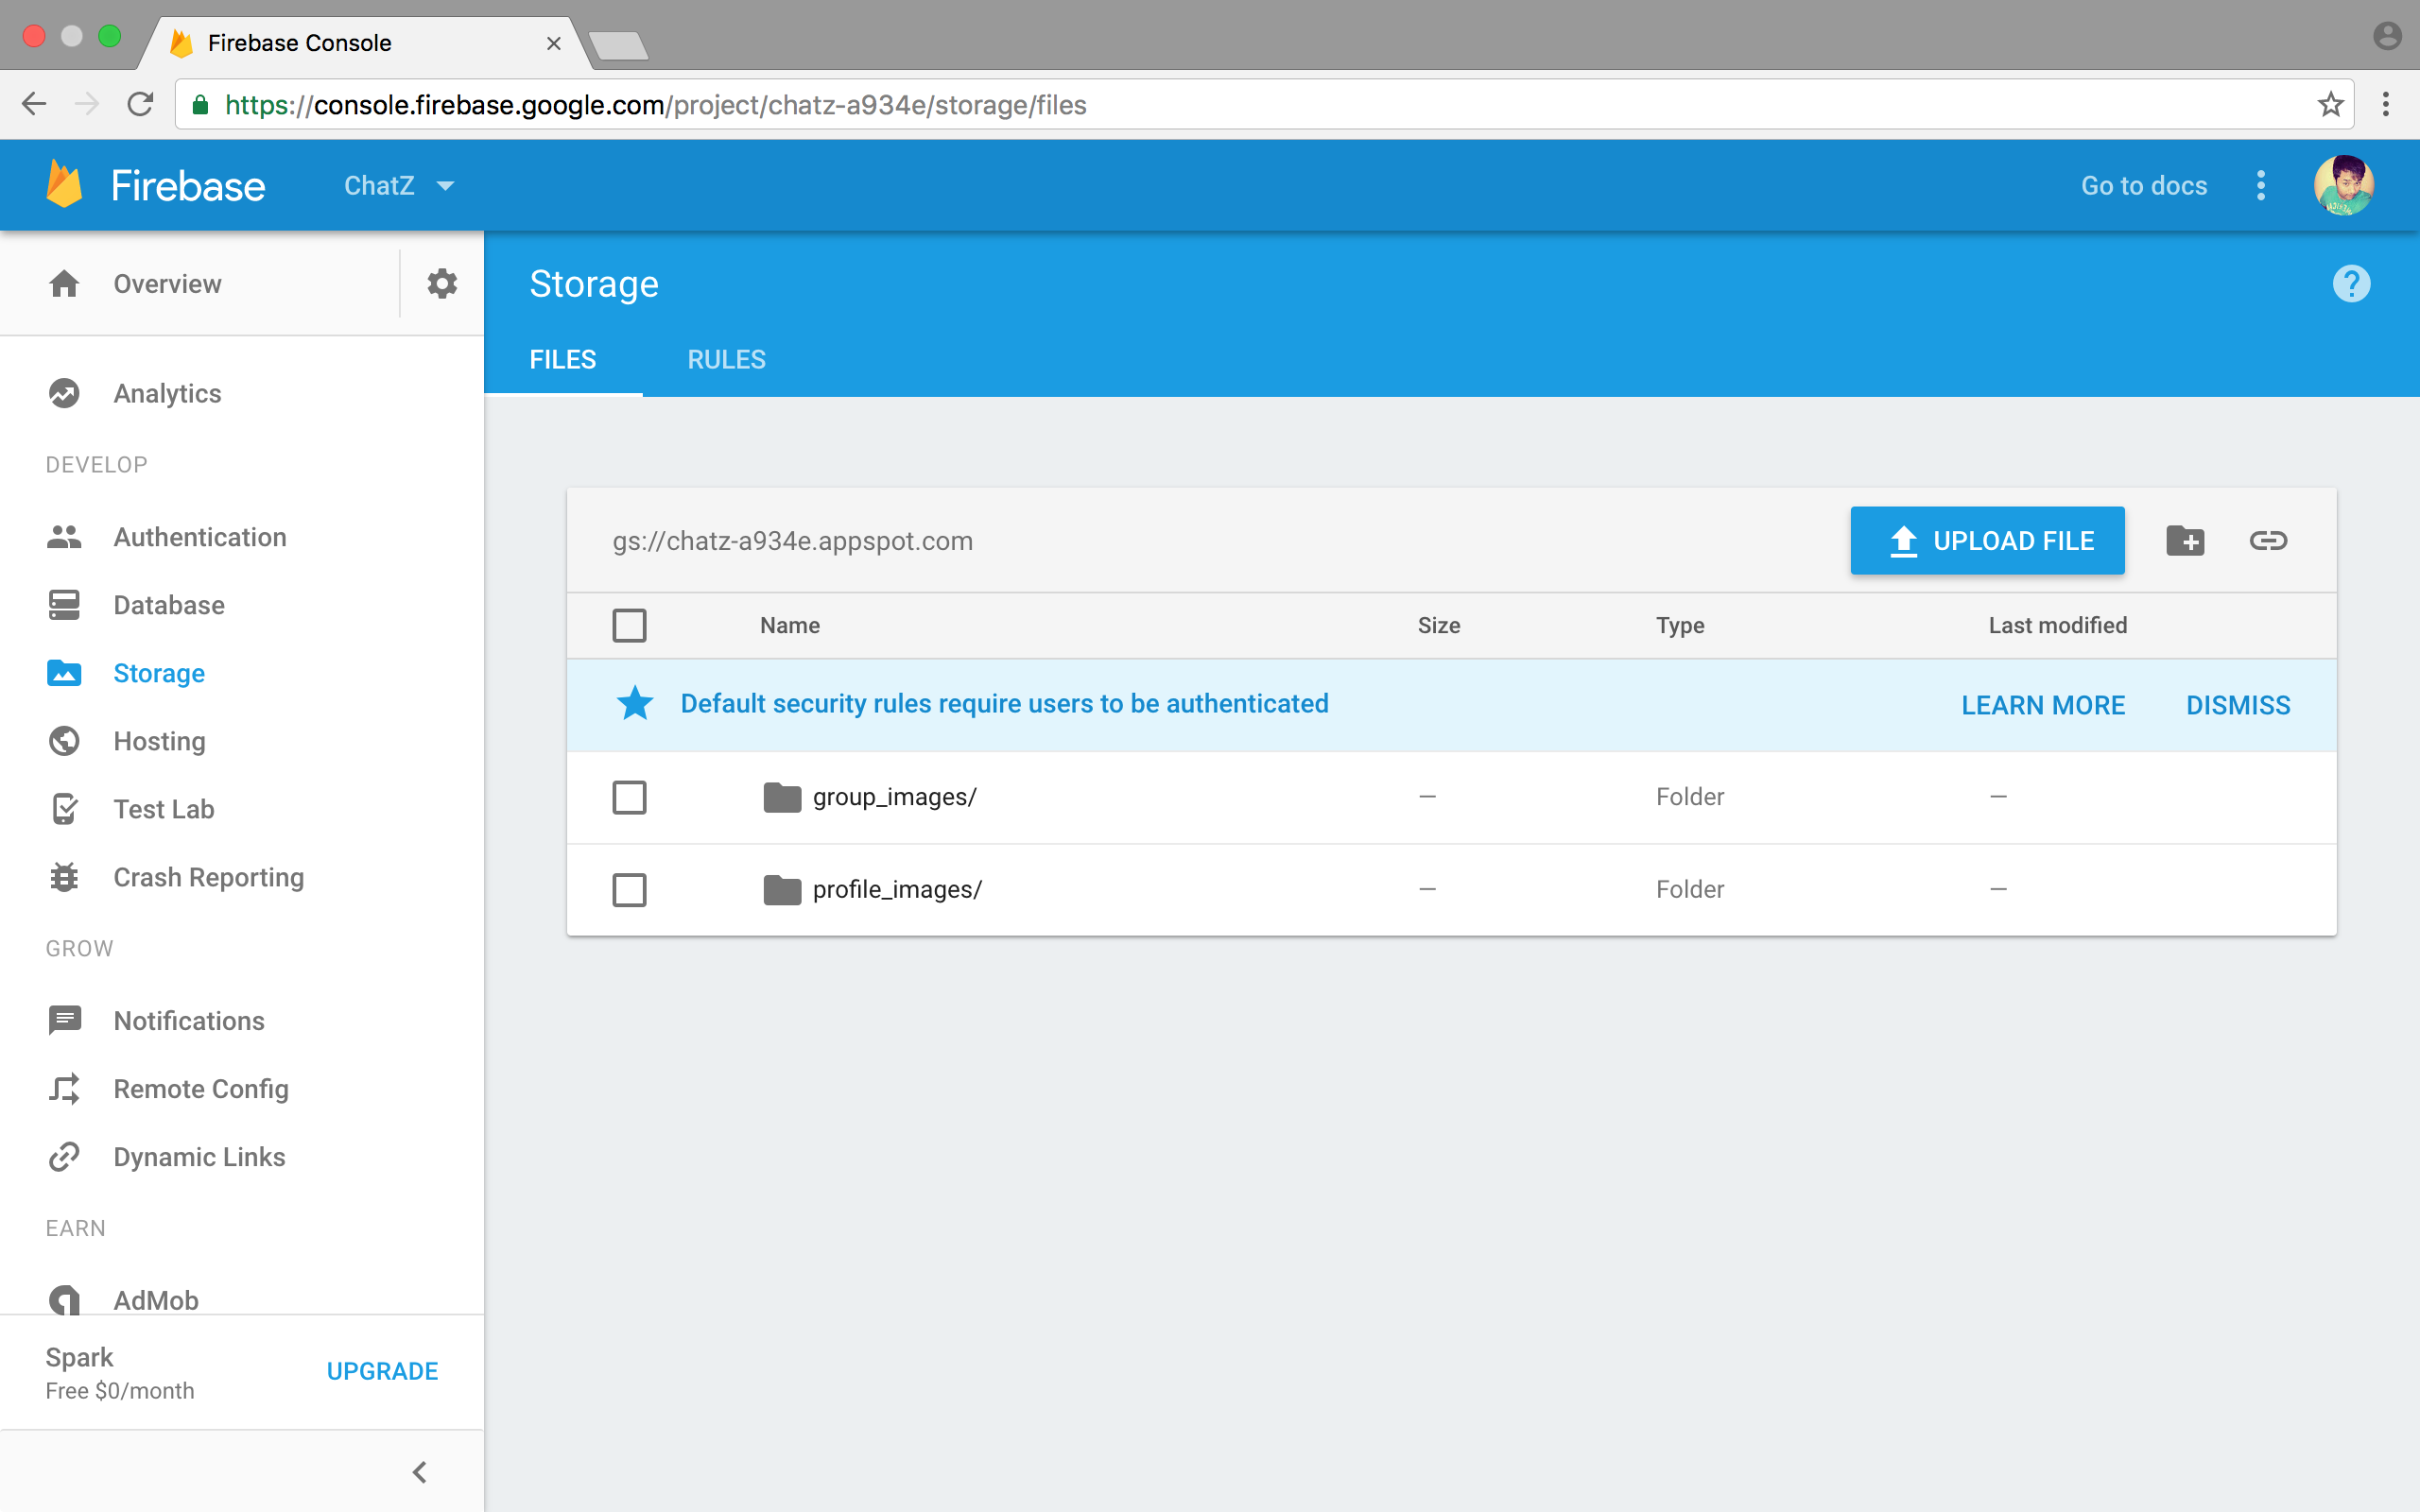 Firebase Console
https://console.firebase.google.com/project/chatz-a934e/storage/files
Firebase
ChatZ
Go to docs
Overview
Storage
FILES
RULES
Analytics
DEVELOP
Authentication
Database
Storage
Hosting
Test Lab
Crash Reporting
GROW
Notifications
Remote Config
Dynamic Links
EARN
AdMob
Spark
Free $0/month
UPGRADE
gs://chatz-a934e.appspot.com
UPLOAD FILE
Name Size Type Last modified
Default security rules require users to be authenticated LEARN MORE DISMISS
group_images/ — Folder —
profile_images/ — Folder —